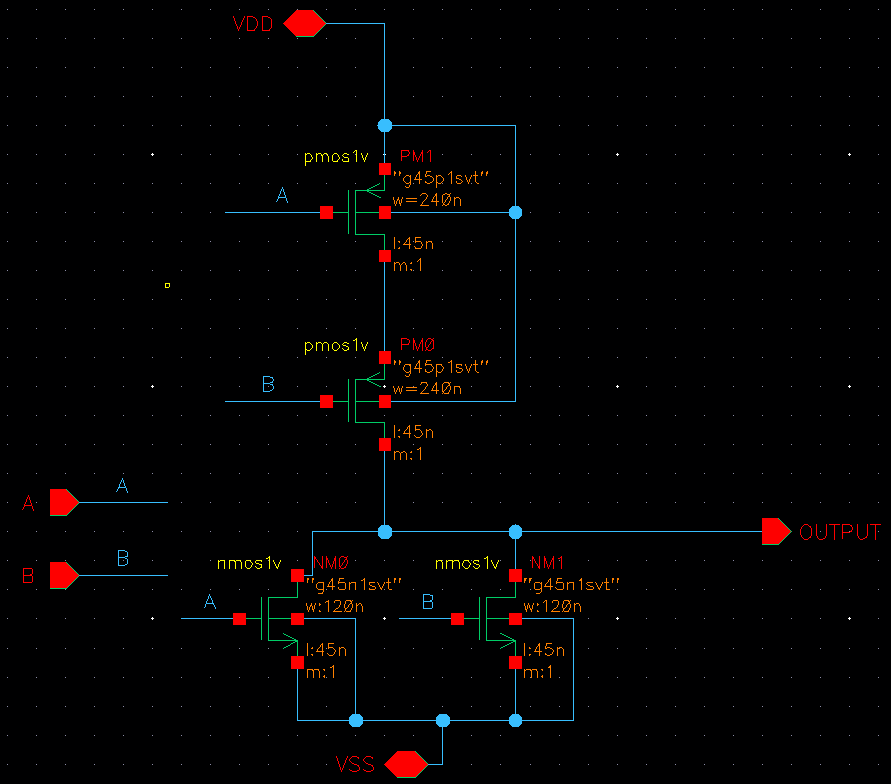 VDD
pmos1v PM1
"g45p1svt"
A
w=240n
l:45n
m:1
pmos1v PM0
"g45p1svt"
B
w=240n
l:45n
m:1
A A
OUTPUT
B B
nmos1v NM0
"g45n1svt"
A
w:120n
l:45n
m:1
nmos1v NM1
"g45n1svt"
B
w:120n
l:45n
m:1
VSS